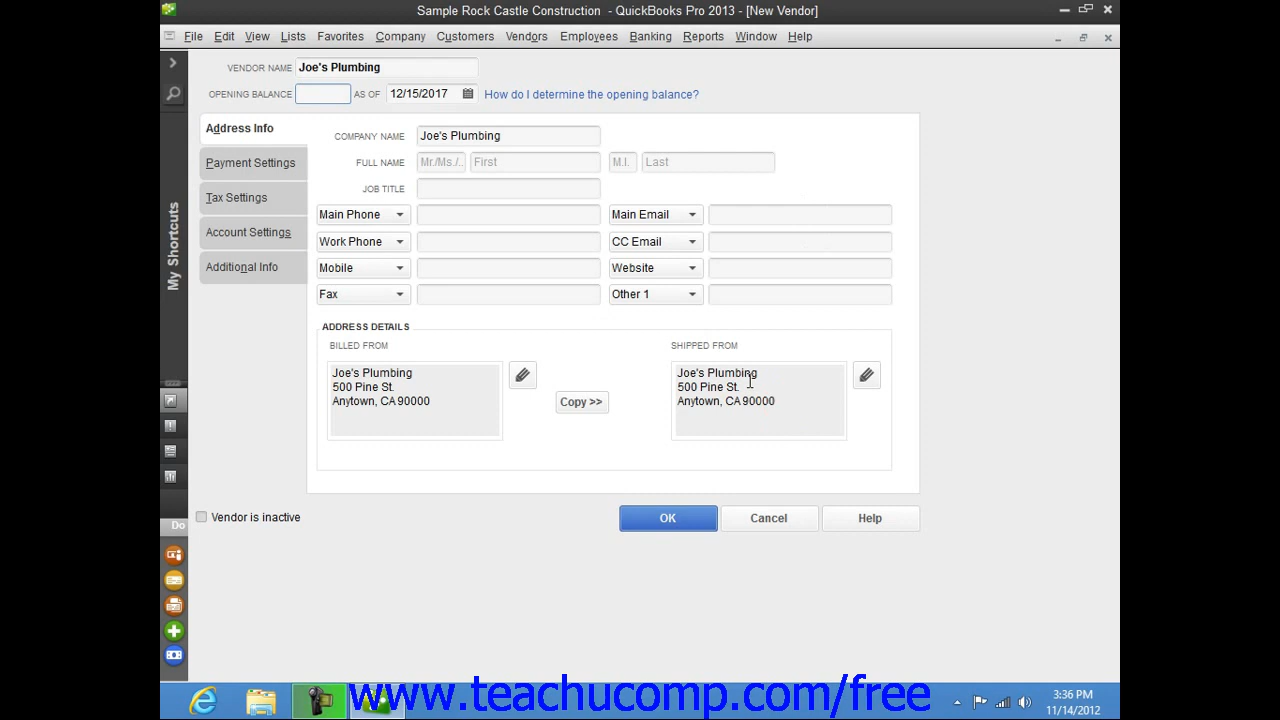 Sample Rock Castle Construction - QuickBooks Pro 2013 - [New Vendor]
File Edit View Lists Favorites Company Customers Vendors Employees Banking Reports Window Help
VENDOR NAME Joe's Plumbing
OPENING BALANCE AS OF 12/15/2017 How do I determine the opening balance?
Address Info
Payment Settings
Tax Settings
Account Settings
Additional Info
My Shortcuts
COMPANY NAME Joe's Plumbing
FULL NAME Mr./Ms./.. First M.I. Last
JOB TITLE
Main Phone Main Email
Work Phone CC Email
Mobile Website
Fax Other 1
ADDRESS DETAILS
BILLED FROM
Joe's Plumbing
500 Pine St.
Anytown, CA 90000
Copy >>
SHIPPED FROM
Joe's Plumbing
500 Pine St.
Anytown, CA 90000
Vendor is inactive
OK Cancel Help
Do
www.teachucomp.com/free
3:36 PM
11/14/2012